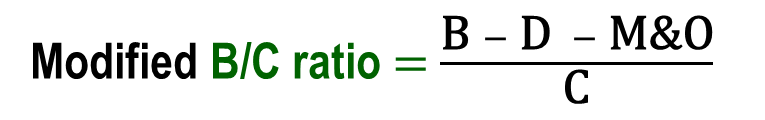 Modified B/C ratio = B – D – M&O
C